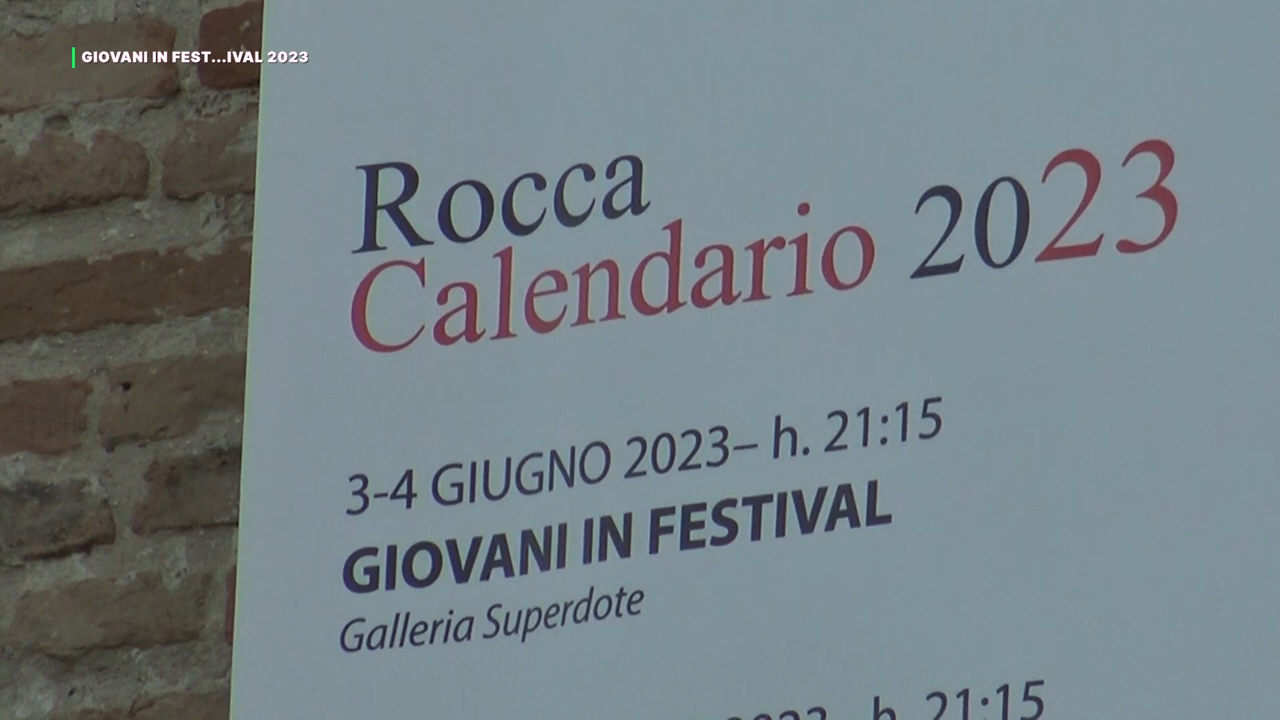 GIOVANI IN FEST...IVAL 2023
Rocca
Calendario 2023
3-4 GIUGNO 2023– h. 21:15
GIOVANI IN FESTIVAL
Galleria Superdote
h. 21:15